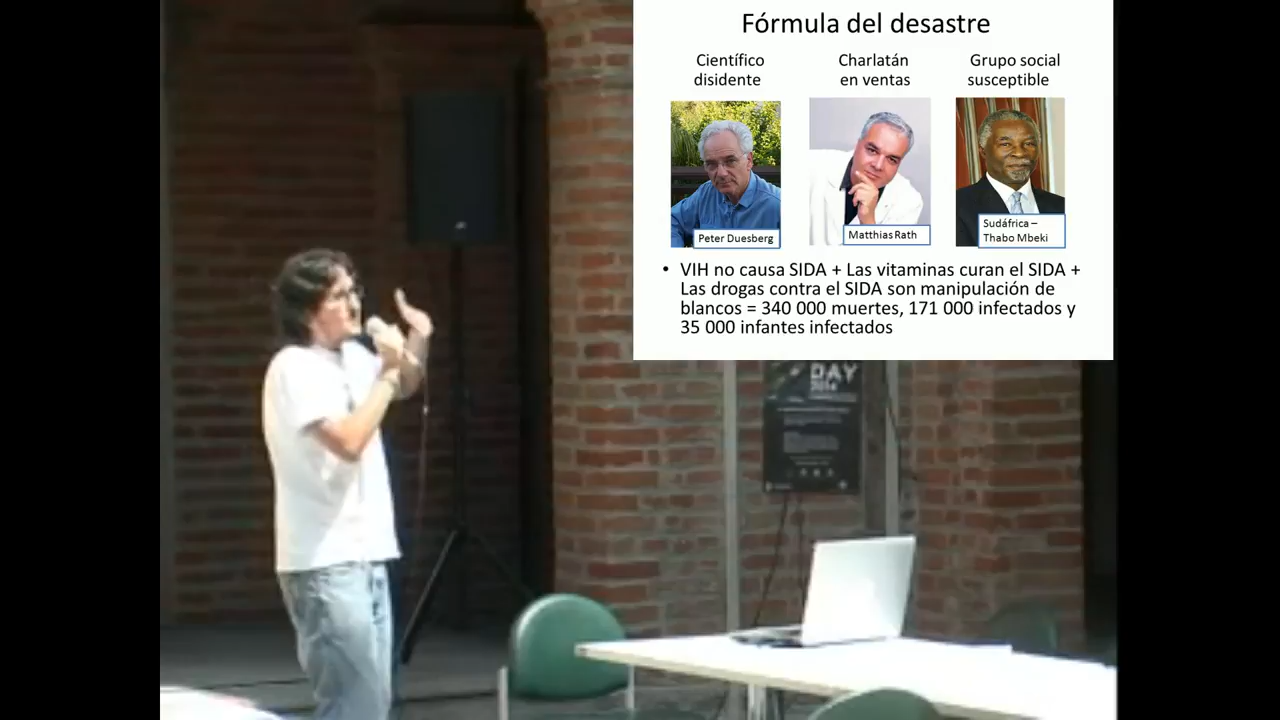 Fórmula del desastre
Científico
disidente
Charlatán
en ventas
Grupo social
susceptible
Peter Duesberg
Matthias Rath
Sudáfrica –
Thabo Mbeki
• VIH no causa SIDA + Las vitaminas curan el SIDA +
Las drogas contra el SIDA son manipulación de
blancos = 340 000 muertes, 171 000 infectados y
35 000 infantes infectados
DAY